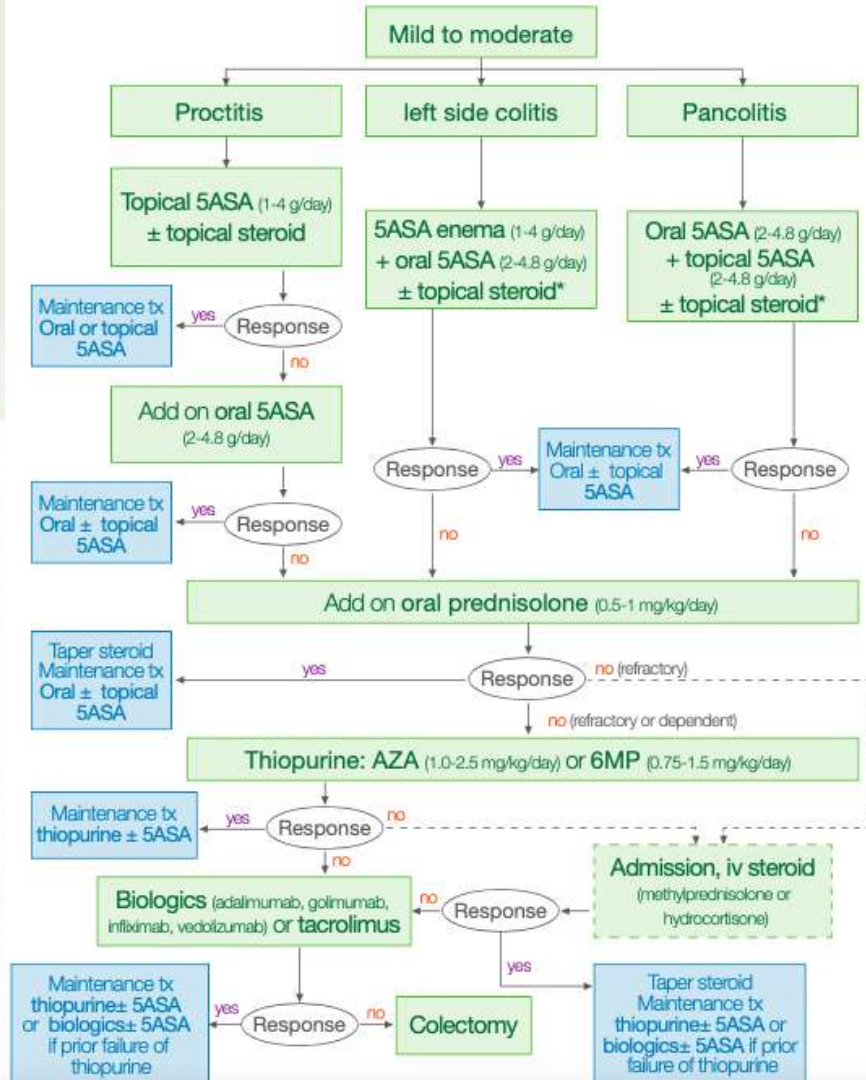 Mild to moderate
Proctitis
left side colitis
Pancolitis
Topical 5ASA (1-4 g/day)
± topical steroid
5ASA enema (1-4 g/day)
+ oral 5ASA (2-4.8 g/day)
± topical steroid*
Oral 5ASA (2-4.8 g/day)
+ topical 5ASA
(2-4.8 g/day)
± topical steroid*
Maintenance tx
Oral or topical
5ASA
yes
Response
no
Add on oral 5ASA
(2-4.8 g/day)
Maintenance tx
Oral ± topical
5ASA
yes
Response
no
Response
yes
no
Maintenance tx
Oral ± topical
5ASA
yes
Response
no
Add on oral prednisolone (0.5-1 mg/kg/day)
Taper steroid
Maintenance tx
Oral ± topical
5ASA
yes
Response
no (refractory)
no (refractory or dependent)
Thiopurine: AZA (1.0-2.5 mg/kg/day) or 6MP (0.75-1.5 mg/kg/day)
Maintenance tx
thiopurine ± 5ASA
yes
Response
no
no
Admission, iv steroid
(methylprednisolone or
hydrocortisone)
Biologics (adalimumab, golimumab,
infliximab, vedolizumab) or tacrolimus
no
Response
yes
Maintenance tx
thiopurine± 5ASA
or biologics± 5ASA
if prior failure of
thiopurine
yes
Response
no
Colectomy
Taper steroid
Maintenance tx
thiopurine± 5ASA or
biologics± 5ASA if prior
failure of thiopurine